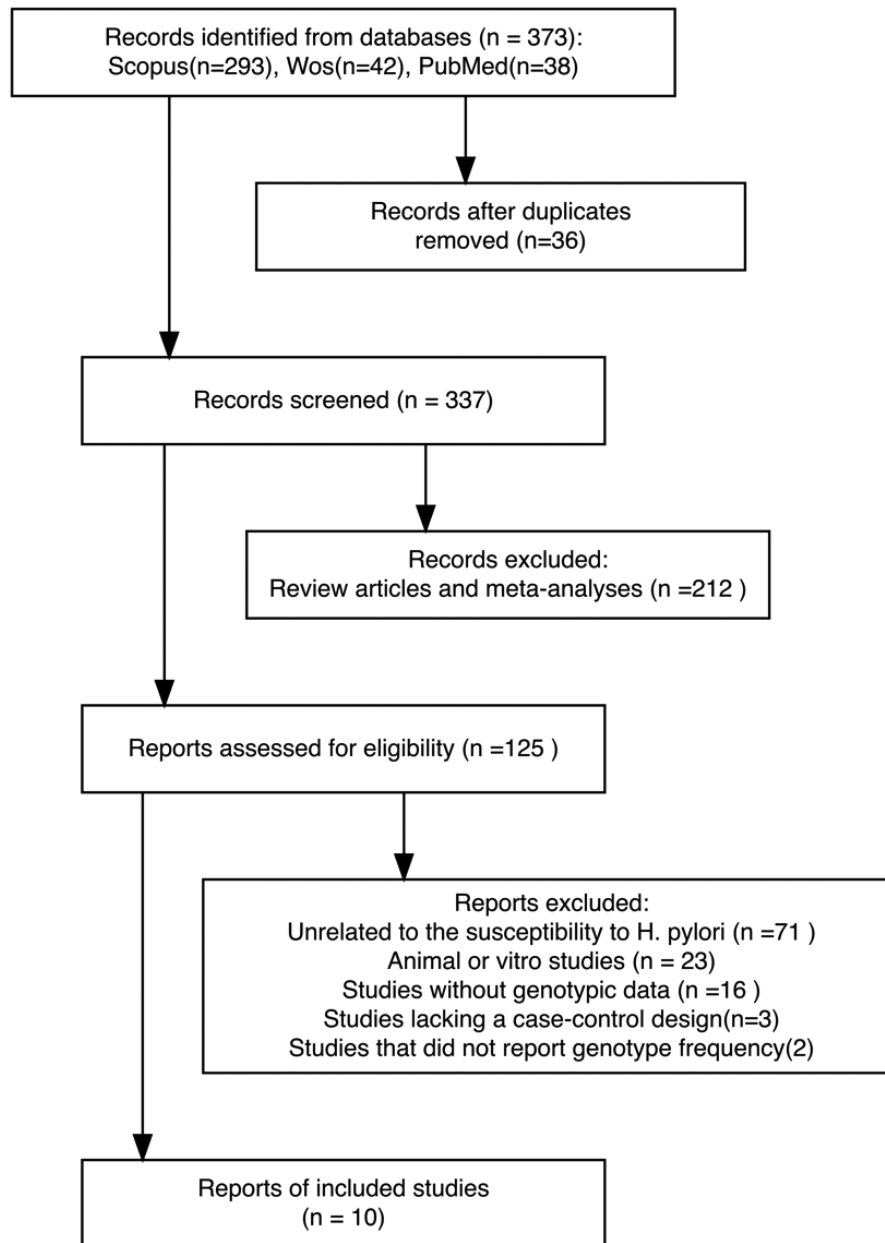 Records identified from databases (n = 373):
Scopus(n=293), Wos(n=42), PubMed(n=38)
Records after duplicates
removed (n=36)
Records screened (n = 337)
Records excluded:
Review articles and meta-analyses (n =212 )
Reports assessed for eligibility (n =125 )
Reports excluded:
Unrelated to the susceptibility to H. pylori (n =71 )
Animal or vitro studies (n = 23)
Studies without genotypic data (n =16 )
Studies lacking a case-control design(n=3)
Studies that did not report genotype frequency(2)
Reports of included studies
(n = 10)